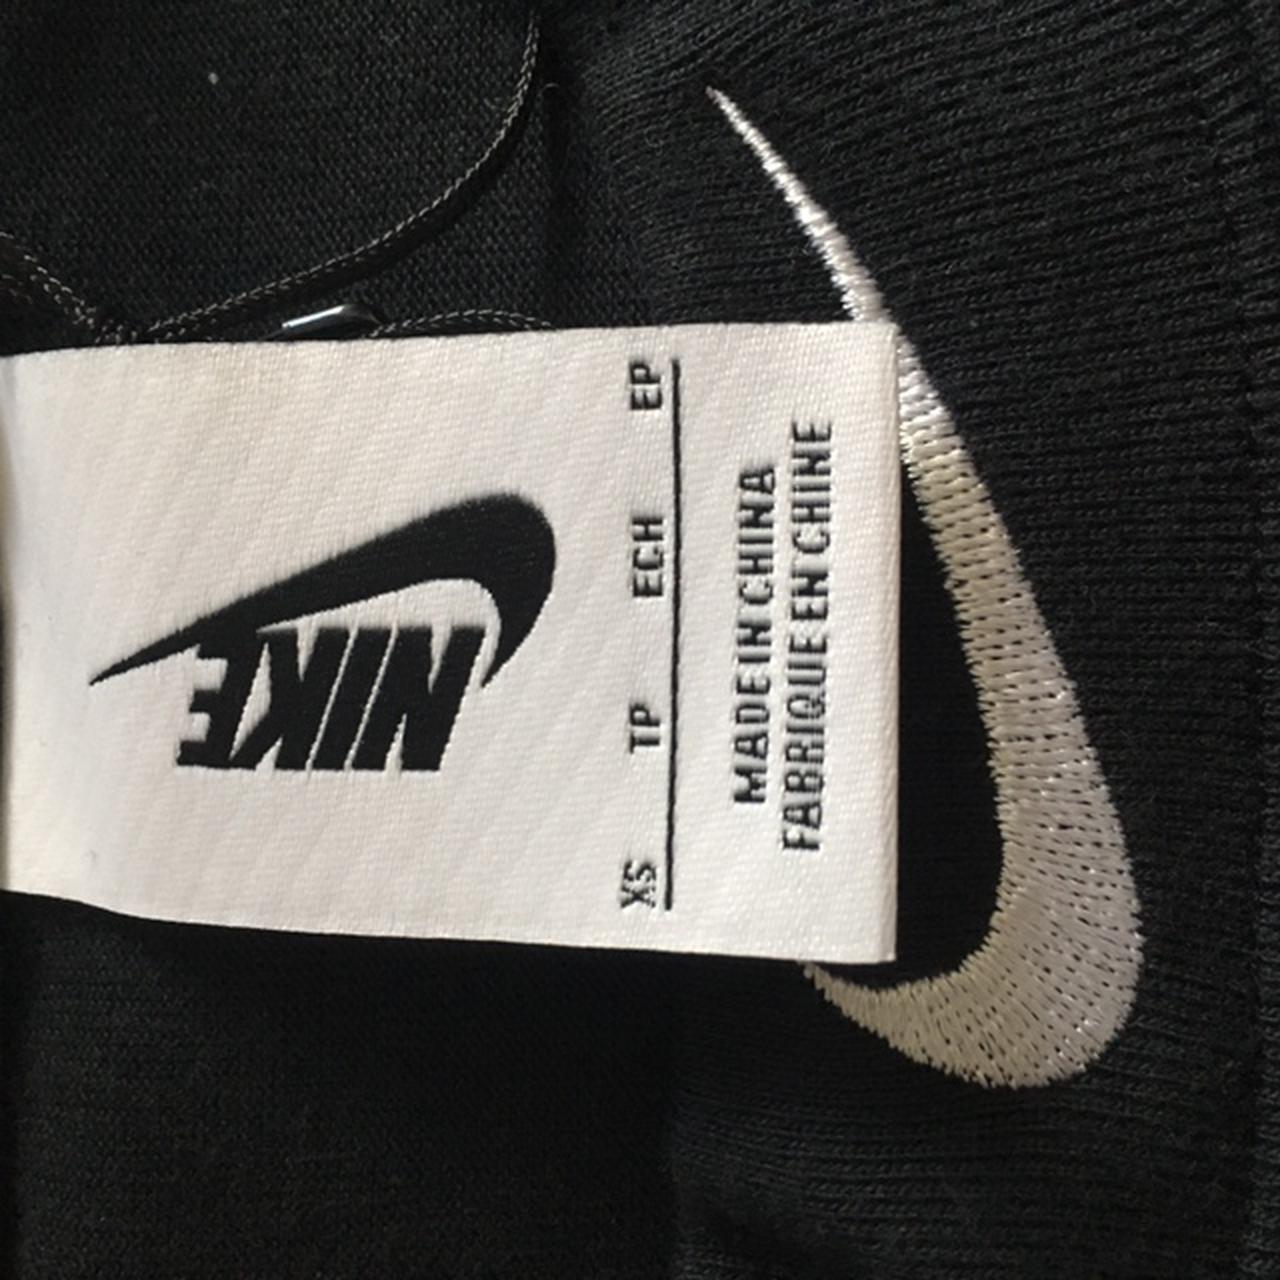 NIKE
XS TP ECH EP
MADE IN CHINA
FABRIQUE EN CHINE